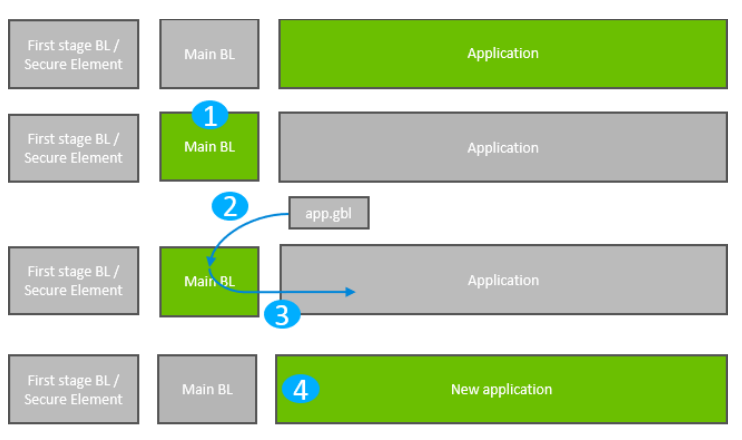 First stage BL /
Secure Element
Main BL
Application
1
First stage BL /
Secure Element
Main BL
Application
2
app.gbl
First stage BL /
Secure Element
Main BL
Application
3
First stage BL /
Secure Element
Main BL
4
New application